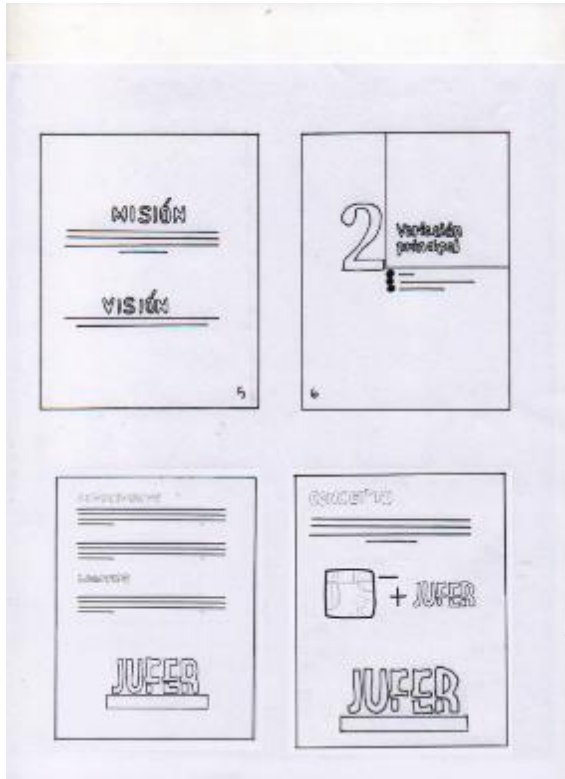 MISIÓN
VISIÓN
5
2
Variación
principal
6
JUFER
CONCEPTO
+ JUFER
JUFER